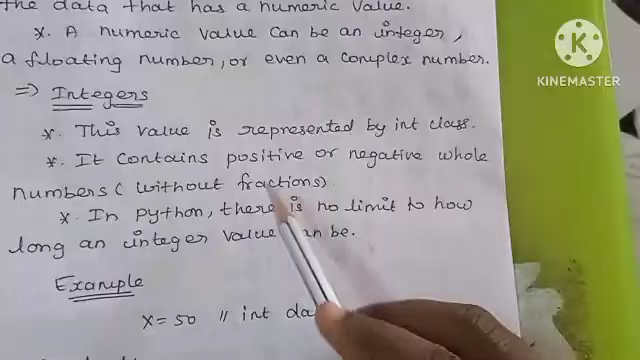 the data that has a numeric value.
*. A numeric value can be an integer,
a floating number, or even a complex number.
=> Integers
*. This value is represented by int class.
*. It contains positive or negative whole
numbers ( without fractions)
*. In python, there is no limit to how
long an integer value can be.
Example
x = 50 // int da
KINEMASTER